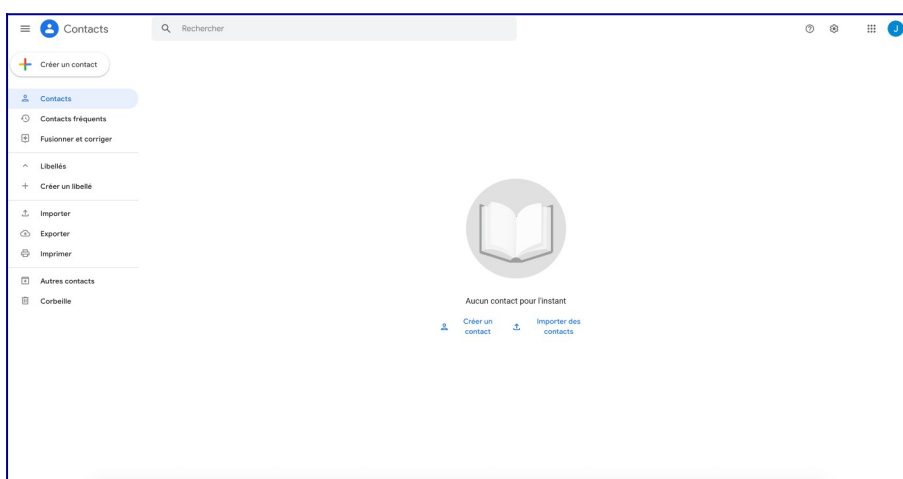 Contacts
Rechercher
J
Créer un contact
Contacts
Contacts fréquents
Fusionner et corriger
Libellés
Créer un libellé
Importer
Exporter
Imprimer
Autres contacts
Corbeille
Aucun contact pour l'instant
Créer un
contact
Importer des
contacts